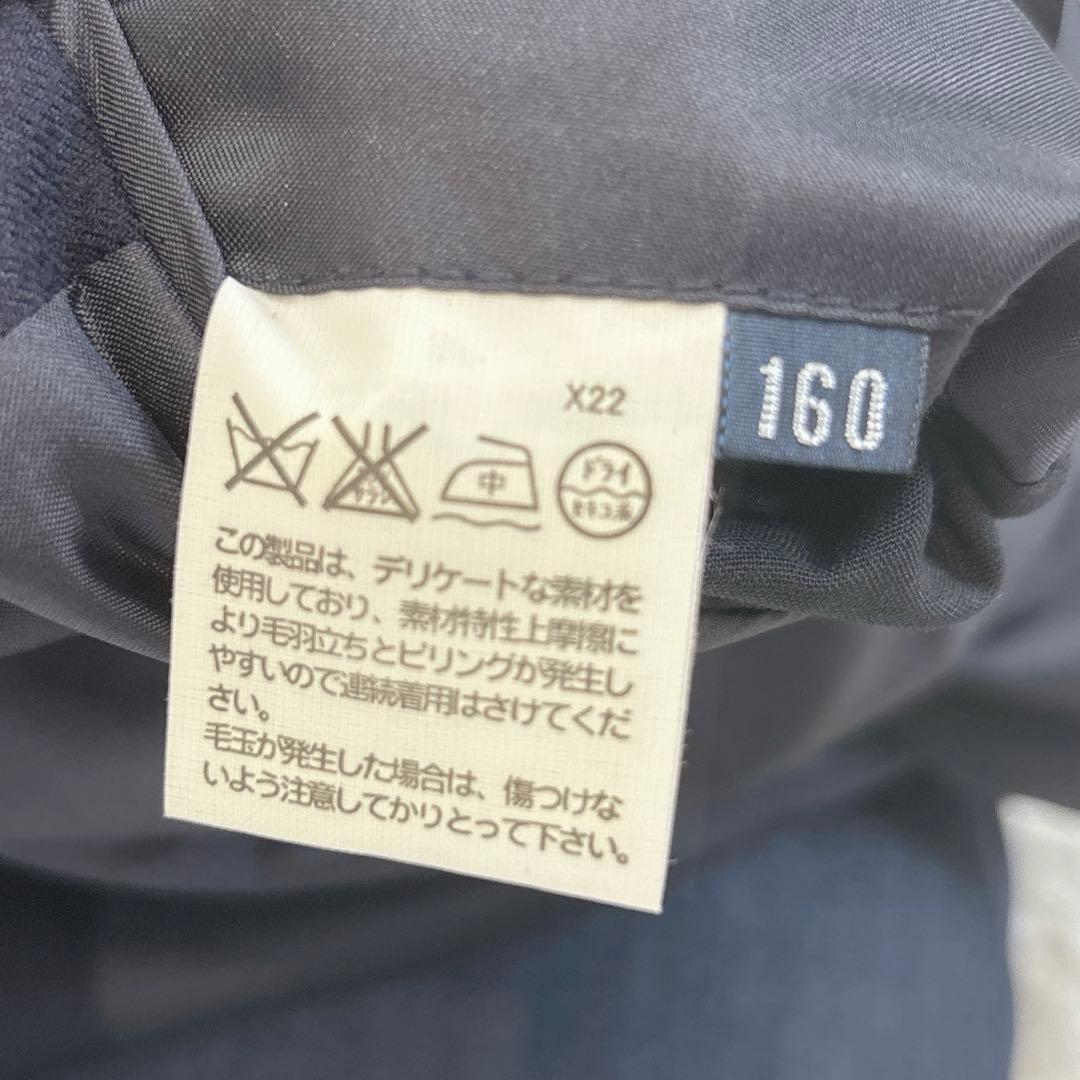 X22
160
中
ドライ
セキユ系
この製品は、デリケートな素材を
使用しており、素材特性上摩擦に
より毛羽立ちとピリングが発生し
やすいので連続着用はさけてくだ
さい。
毛玉が発生した場合は、傷つけな
いよう注意してかりとって下さい。